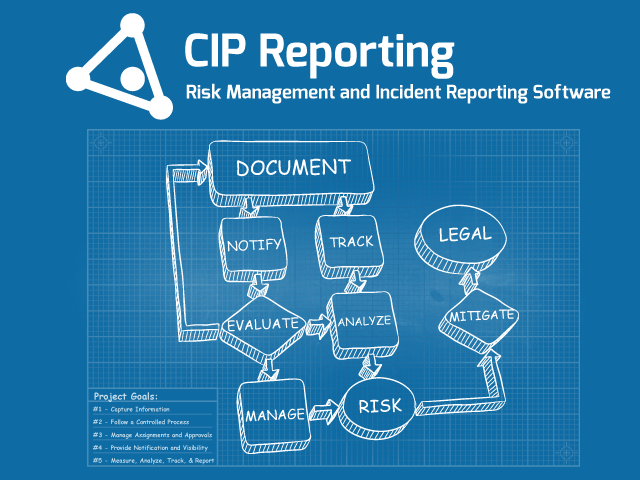 CIP Reporting
Risk Management and Incident Reporting Software
DOCUMENT
NOTIFY
TRACK
LEGAL
EVALUATE
ANALYZE
MITIGATE
MANAGE
RISK
Project Goals:
#1 - Capture Information
#2 - Follow a Controlled Process
#3 - Manage Assignments and Approvals
#4 - Provide Notification and Visibility
#5 - Measure, Analyze, Track, & Report